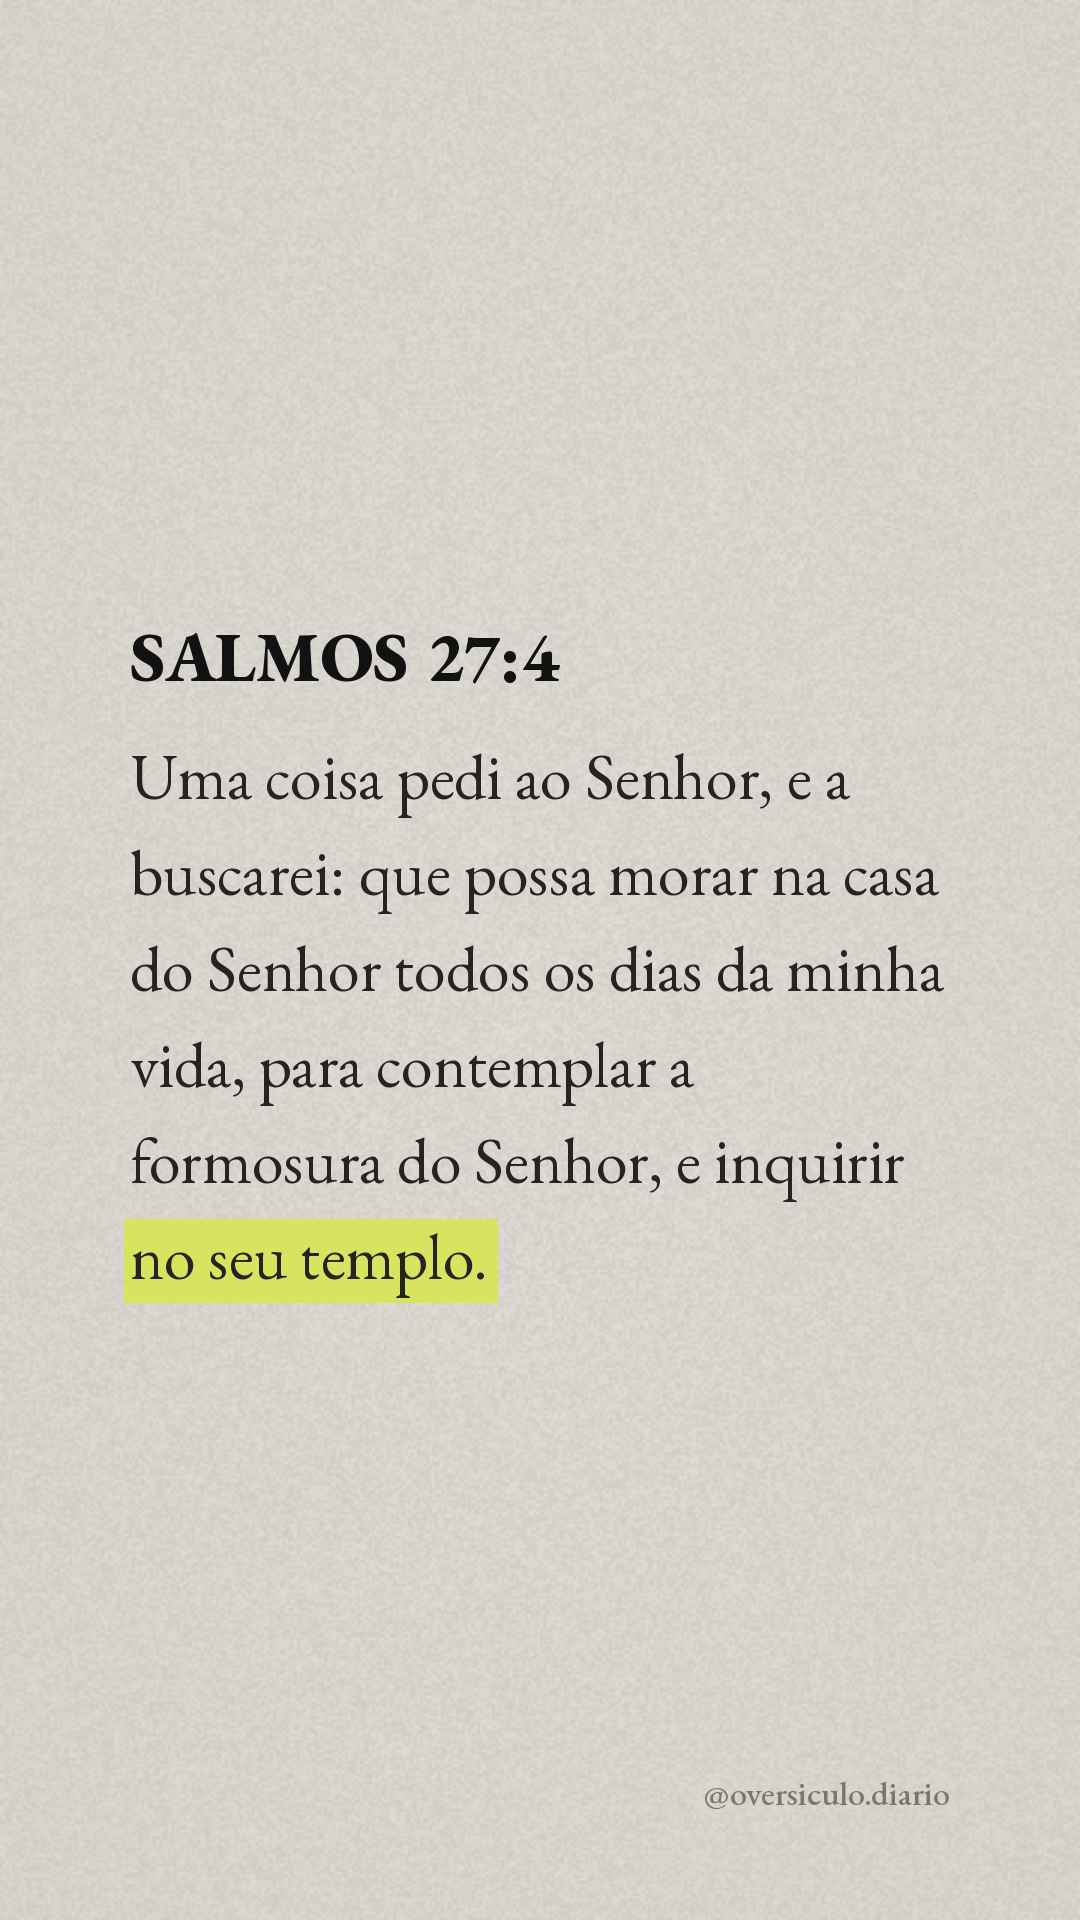 SALMOS 27:4
Uma coisa pedi ao Senhor, e a
buscarei: que possa morar na casa
do Senhor todos os dias da minha
vida, para contemplar a
formosura do Senhor, e inquirir
no seu templo.
@oversiculo.diario